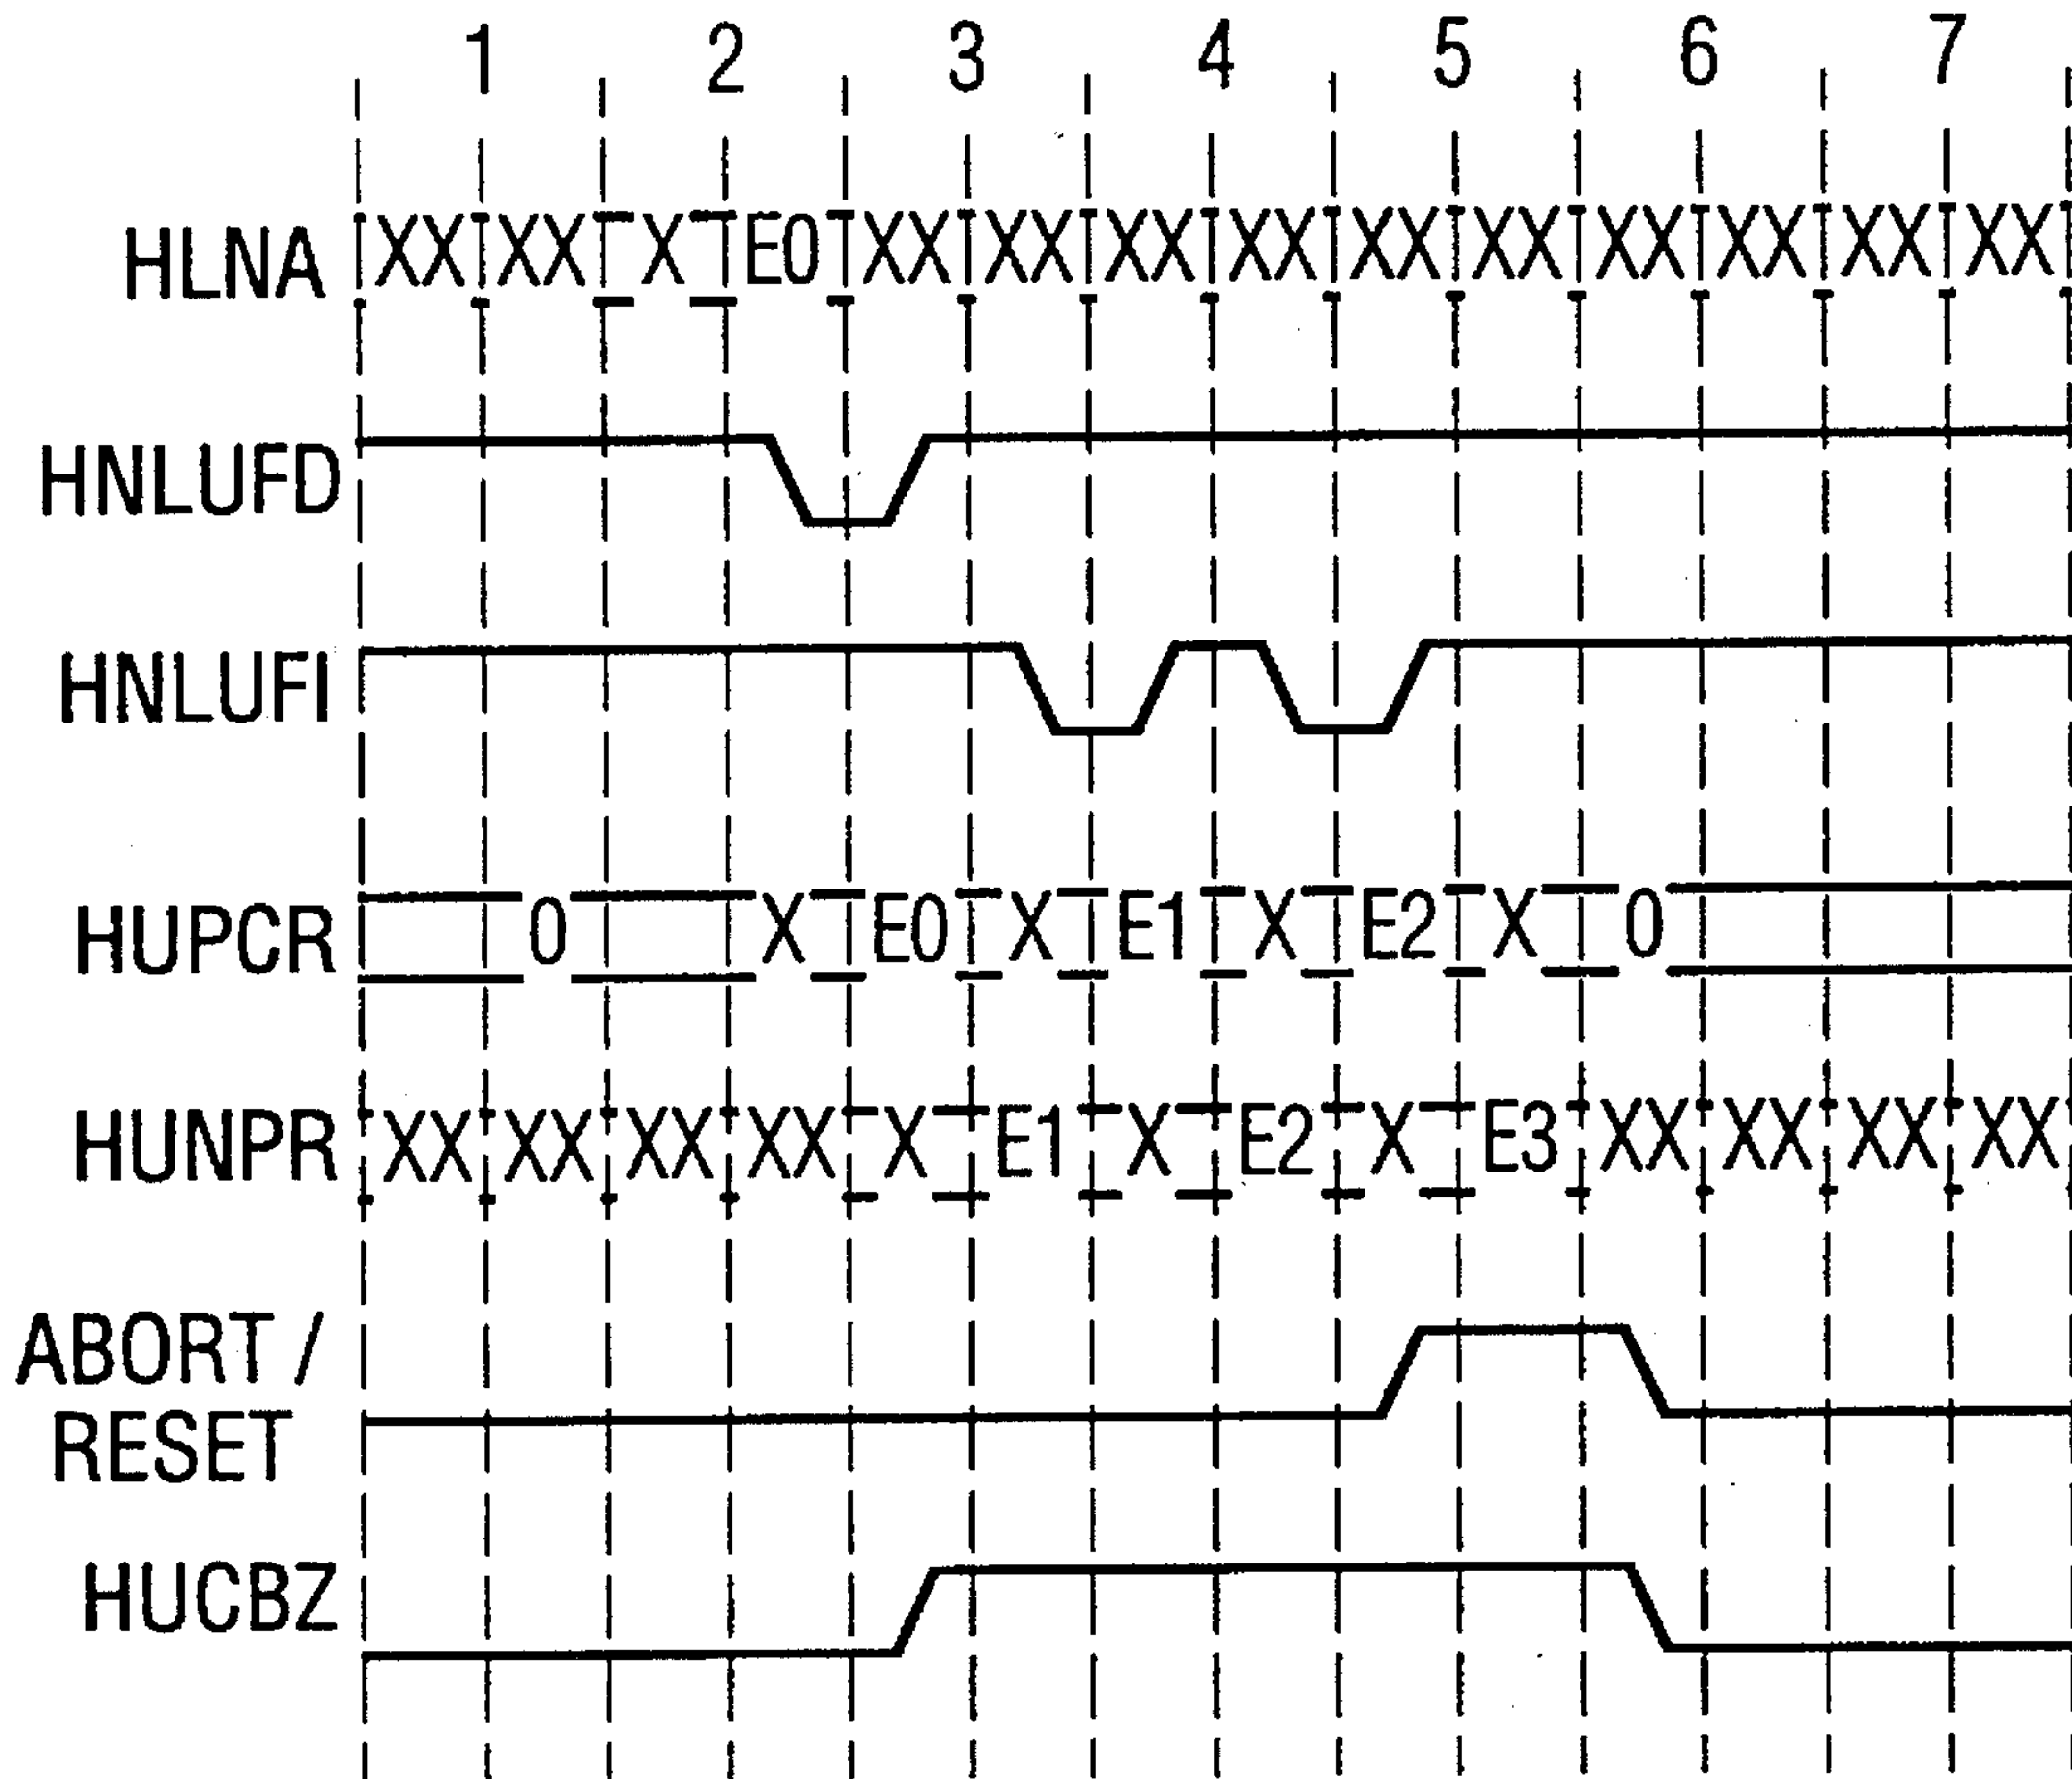 1 2 3 4 5 6 7
HLNA XX XX X E0 XX XX XX XX XX XX XX XX XX XX
HNLUFD
HNLUFI
HUPCR 0 X E0 X E1 X E2 X 0
HUNPR XX XX XX XX X E1 X E2 X E3 XX XX XX XX
ABORT /
RESET
HUCBZ